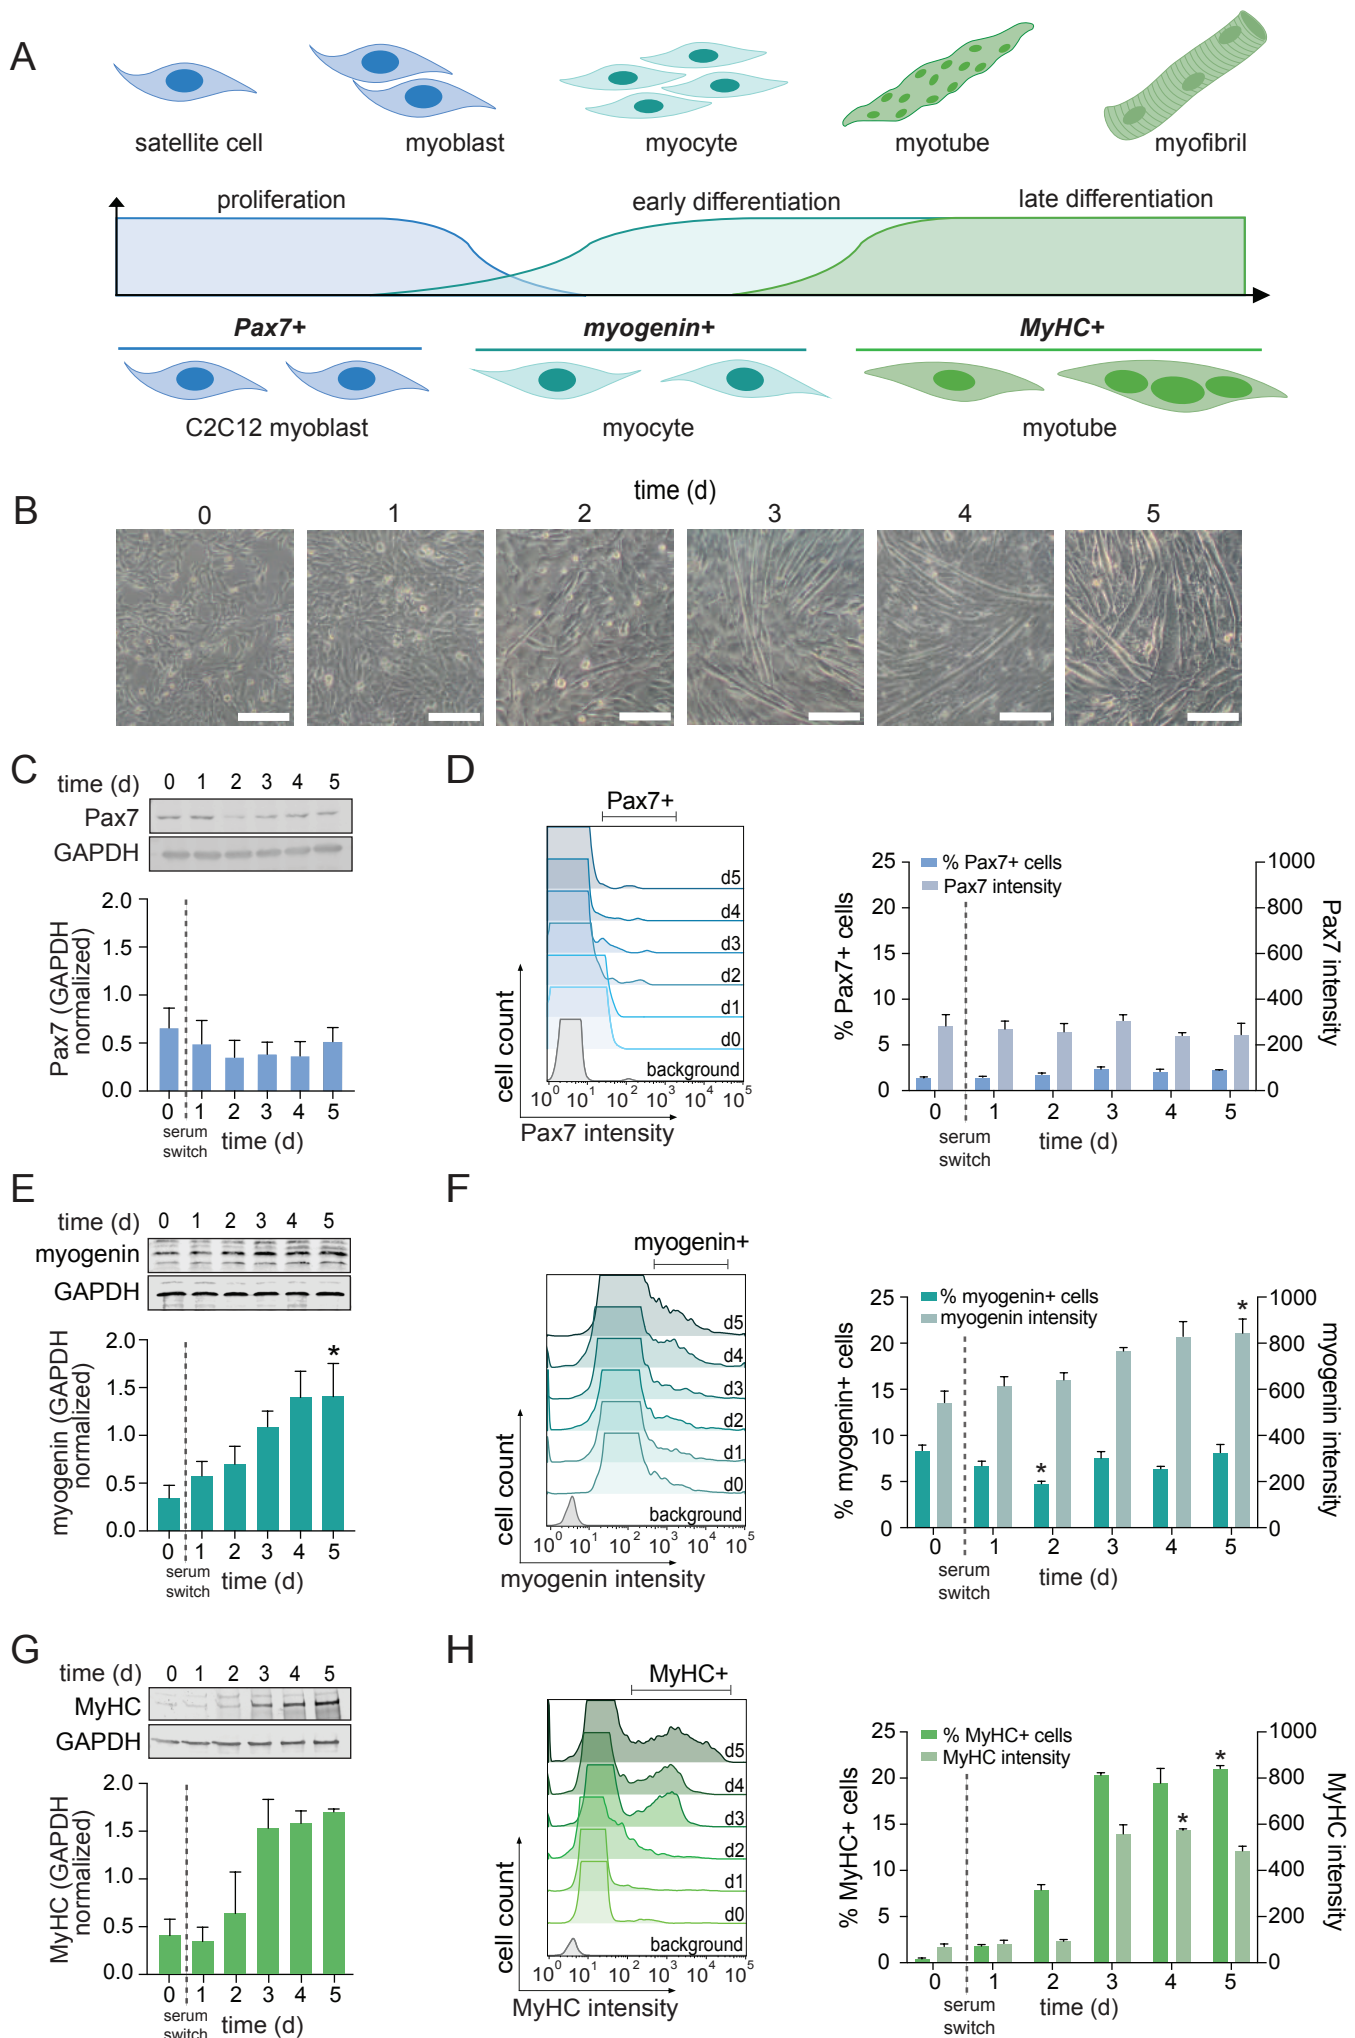 A
satellite cell
myoblast
myocyte
myotube
myofibril
proliferation
early differentiation
late differentiation
Pax7+
myogenin+
MyHC+
C2C12 myoblast
myocyte
myotube
B
time (d)
0 1 2 3 4 5
C
time (d) 0 1 2 3 4 5
Pax7
GAPDH
Pax7 (GAPDH
normalized)
2.0
1.5
1.0
0.5
0.0
0 1 2 3 4 5
serum
switch
time (d)
D
Pax7+
d5
d4
d3
d2
d1
d0
background
cell count
10^0 10^1 10^2 10^3 10^4 10^5
Pax7 intensity
% Pax7+ cells
Pax7 intensity
% Pax7+ cells
25
20
15
10
5
0
1000
800
600
400
200
0
Pax7 intensity
0 1 2 3 4 5
serum
switch
time (d)
E
time (d) 0 1 2 3 4 5
myogenin
GAPDH
myogenin (GAPDH
normalized)
2.0
1.5
1.0
0.5
0.0
*
0 1 2 3 4 5
serum
switch
time (d)
F
myogenin+
d5
d4
d3
d2
d1
d0
background
cell count
10^0 10^1 10^2 10^3 10^4 10^5
myogenin intensity
% myogenin+ cells
myogenin intensity
% myogenin+ cells
25
20
15
10
5
0
*
*
1000
800
600
400
200
0
myogenin intensity
0 1 2 3 4 5
serum
switch
time (d)
G
time (d) 0 1 2 3 4 5
MyHC
GAPDH
MyHC (GAPDH
normalized)
2.0
1.5
1.0
0.5
0.0
0 1 2 3 4 5
serum
switch
time (d)
H
MyHC+
d5
d4
d3
d2
d1
d0
background
cell count
10^0 10^1 10^2 10^3 10^4 10^5
MyHC intensity
% MyHC+ cells
MyHC intensity
% MyHC+ cells
25
20
15
10
5
0
*
*
1000
800
600
400
200
0
MyHC intensity
0 1 2 3 4 5
serum
switch
time (d)